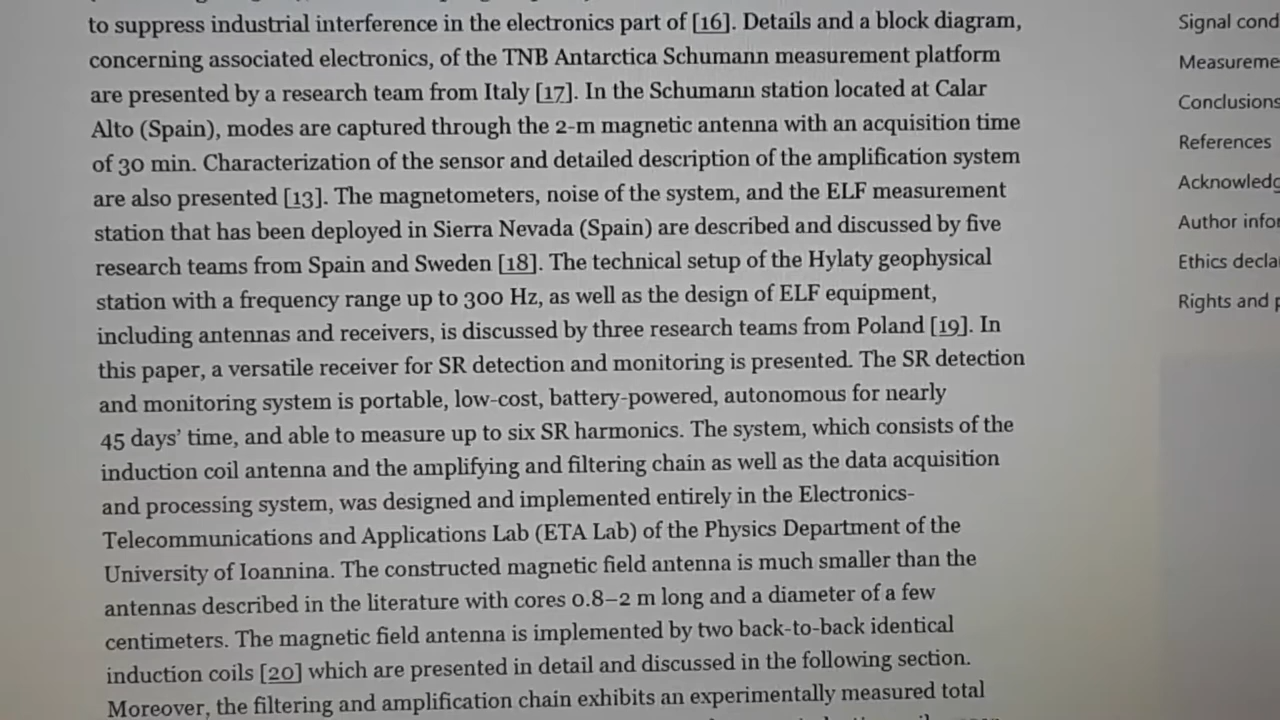 to suppress industrial interference in the electronics part of [16]. Details and a block diagram,
concerning associated electronics, of the TNB Antarctica Schumann measurement platform
are presented by a research team from Italy [17]. In the Schumann station located at Calar
Alto (Spain), modes are captured through the 2-m magnetic antenna with an acquisition time
of 30 min. Characterization of the sensor and detailed description of the amplification system
are also presented [13]. The magnetometers, noise of the system, and the ELF measurement
station that has been deployed in Sierra Nevada (Spain) are described and discussed by five
research teams from Spain and Sweden [18]. The technical setup of the Hylaty geophysical
station with a frequency range up to 300 Hz, as well as the design of ELF equipment,
including antennas and receivers, is discussed by three research teams from Poland [19]. In
this paper, a versatile receiver for SR detection and monitoring is presented. The SR detection
and monitoring system is portable, low-cost, battery-powered, autonomous for nearly
45 days' time, and able to measure up to six SR harmonics. The system, which consists of the
induction coil antenna and the amplifying and filtering chain as well as the data acquisition
and processing system, was designed and implemented entirely in the Electronics-
Telecommunications and Applications Lab (ETA Lab) of the Physics Department of the
University of Ioannina. The constructed magnetic field antenna is much smaller than the
antennas described in the literature with cores 0.8–2 m long and a diameter of a few
centimeters. The magnetic field antenna is implemented by two back-to-back identical
induction coils [20] which are presented in detail and discussed in the following section.
Moreover, the filtering and amplification chain exhibits an experimentally measured total
Signal cond
Measureme
Conclusions
References
Acknowledg
Author infor
Ethics decla
Rights and p